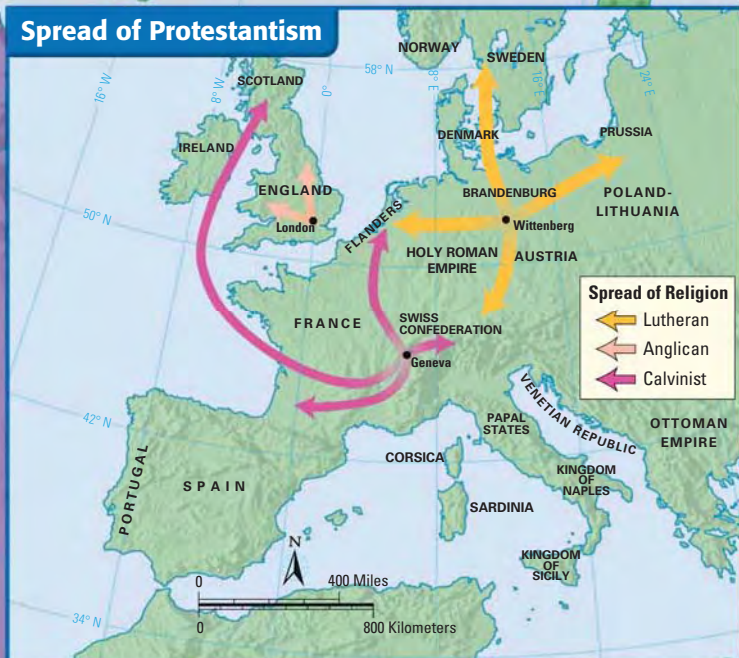 Spread of Protestantism
NORWAY
SWEDEN
58° N
8° E
16° E
24° E
16° W
8° W
0°
SCOTLAND
DENMARK
PRUSSIA
IRELAND
ENGLAND
BRANDENBURG
POLAND-
LITHUANIA
50° N
London
FLANDERS
Wittenberg
HOLY ROMAN
EMPIRE
AUSTRIA
Spread of Religion
Lutheran
Anglican
Calvinist
FRANCE
SWISS
CONFEDERATION
Geneva
42° N
PAPAL
STATES
VENETIAN REPUBLIC
OTTOMAN
EMPIRE
CORSICA
PORTUGAL
SPAIN
KINGDOM
OF
NAPLES
SARDINIA
KINGDOM
OF
SICILY
N
0
400 Miles
0
800 Kilometers
34° N